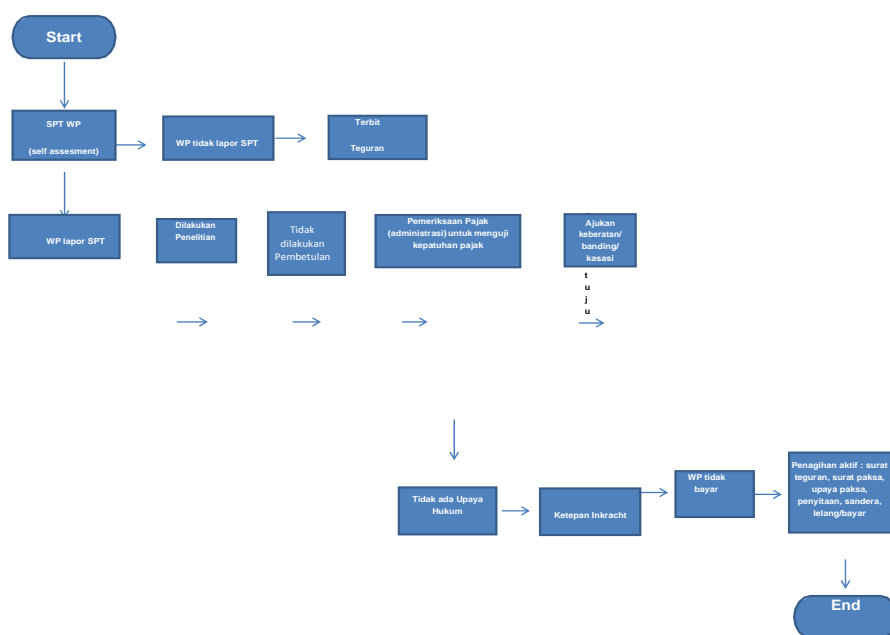 Start
SPT WP
(self assesment)
WP tidak lapor SPT
Terbit
Teguran
WP lapor SPT
Dilakukan
Penelitian
Tidak
dilakukan
Pembetulan
Pemeriksaan Pajak
(administrasi) untuk menguji
kepatuhan pajak
Ajukan
keberatan/
banding/
kasasi
t
u
j
u
Tidak ada Upaya
Hukum
Ketepan Inkracht
WP tidak
bayar
Penagihan aktif : surat
teguran, surat paksa,
upaya paksa,
penyitaan, sandera,
lelang/bayar
End